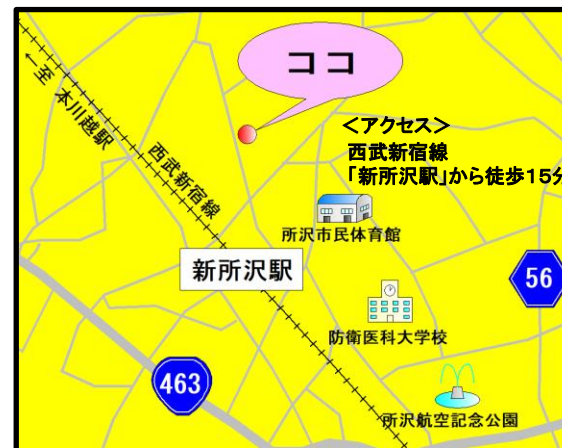 ココ
←至 本川越駅
西武新宿線
＜アクセス＞
西武新宿線
「新所沢駅」から徒歩15分
所沢市民体育館
新所沢駅
56
防衛医科大学校
463
所沢航空記念公園